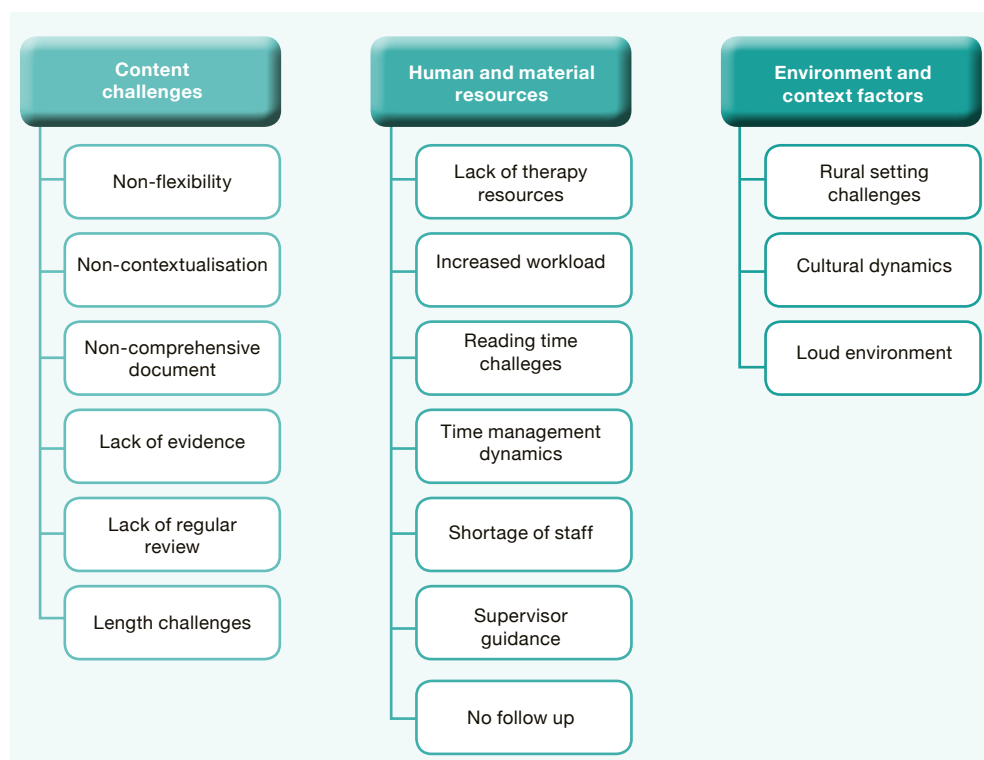 Content
challenges
Non-flexibility
Non-contextualisation
Non-comprehensive
document
Lack of evidence
Lack of regular
review
Length challenges
Human and material
resources
Lack of therapy
resources
Increased workload
Reading time
challeges
Time management
dynamics
Shortage of staff
Supervisor
guidance
No follow up
Environment and
context factors
Rural setting
challenges
Cultural dynamics
Loud environment